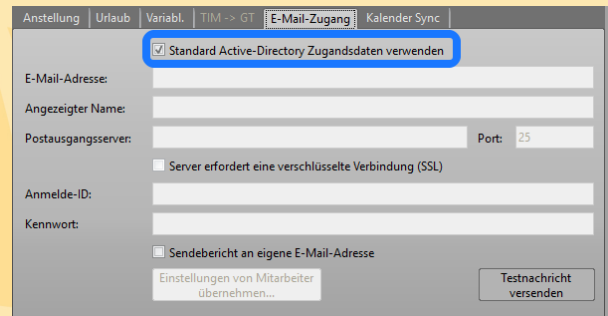 Anstellung Urlaub Variabl. TIM -> GT E-Mail-Zugang Kalender Sync
Standard Active-Directory Zugandsdaten verwenden
E-Mail-Adresse:
Angezeigter Name:
Postausgangsserver: Port: 25
Server erfordert eine verschlüsselte Verbindung (SSL)
Anmelde-ID:
Kennwort:
Sendebericht an eigene E-Mail-Adresse
Einstellungen von Mitarbeiter
übernehmen...
Testnachricht
versenden